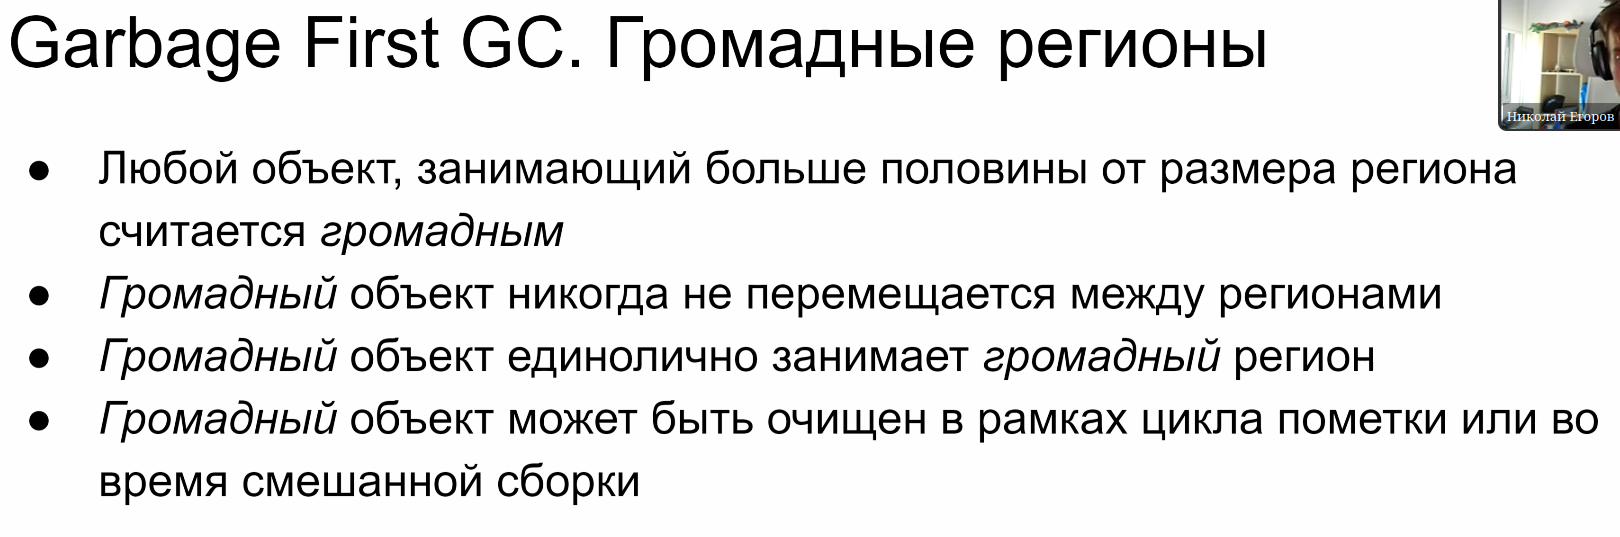 Garbage First GC. Громадные регионы
Николай Егоров
● Любой объект, занимающий больше половины от размера региона
считается громадным
● Громадный объект никогда не перемещается между регионами
● Громадный объект единолично занимает громадный регион
● Громадный объект может быть очищен в рамках цикла пометки или во
время смешанной сборки